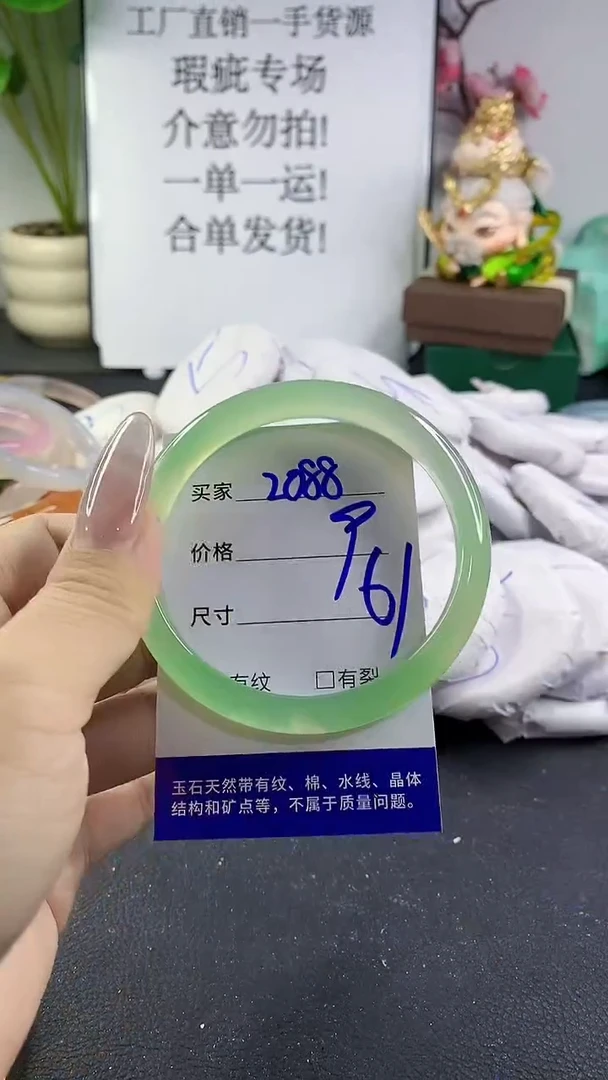 工厂直销一手货源
瑕疵专场
介意勿拍!
一单一运!
合单发货!
买家 2088
价格
尺寸 61
有纹 □有裂
玉石天然带有纹、棉、水线、晶体
结构和矿点等，不属于质量问题。